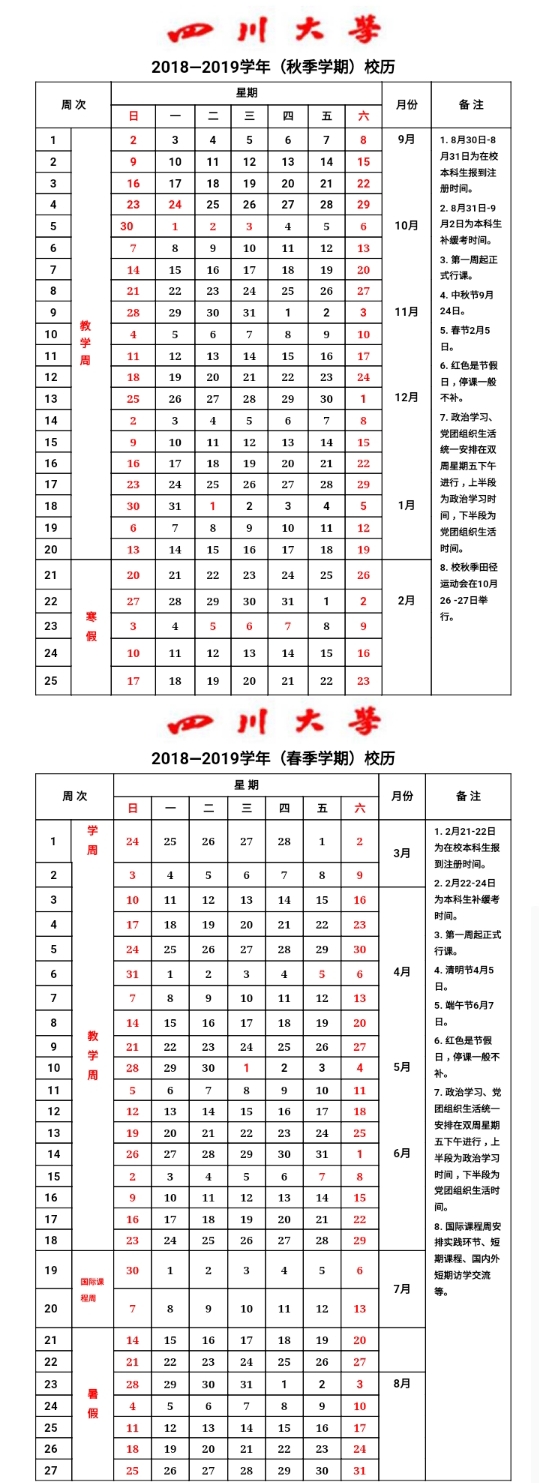 四川大学
2018—2019学年（秋季学期）校历
周 次 星期 月份 备 注
日 一 二 三 四 五 六
1 2 3 4 5 6 7 8 9月
2 9 10 11 12 13 14 15
3 16 17 18 19 20 21 22
4 23 24 25 26 27 28 29
5 30 1 2 3 4 5 6 10月
6 7 8 9 10 11 12 13
7 14 15 16 17 18 19 20
8 21 22 23 24 25 26 27
9 28 29 30 31 1 2 3 11月
10 4 5 6 7 8 9 10
11 11 12 13 14 15 16 17
12 18 19 20 21 22 23 24
13 25 26 27 28 29 30 1 12月
14 2 3 4 5 6 7 8
15 9 10 11 12 13 14 15
16 16 17 18 19 20 21 22
17 23 24 25 26 27 28 29
18 30 31 1 2 3 4 5 1月
19 6 7 8 9 10 11 12
20 13 14 15 16 17 18 19
教学周
21 20 21 22 23 24 25 26
22 27 28 29 30 31 1 2 2月
23 3 4 5 6 7 8 9
24 10 11 12 13 14 15 16
25 17 18 19 20 21 22 23
寒假
1. 8月30日-8
月31日为在校
本科生报到注
册时间。
2. 8月31日-9
月2日为本科生
补缓考时间。
3. 第一周起正
式行课。
4. 中秋节9月
24日。
5. 春节2月5
日。
6. 红色是节假
日，停课一般
不补。
7. 政治学习、
党团组织生活
统一安排在双
周星期五下午
进行，上半段
为政治学习时
间，下半段为
党团组织生活
时间。
8. 校秋季田径
运动会在10月
26 -27日举
行。
四川大学
2018—2019学年（春季学期）校历
周 次 星 期 月份 备 注
日 一 二 三 四 五 六
1 学周 24 25 26 27 28 1 2 3月
2 3 4 5 6 7 8 9
3 10 11 12 13 14 15 16
4 17 18 19 20 21 22 23
5 24 25 26 27 28 29 30
6 31 1 2 3 4 5 6 4月
7 7 8 9 10 11 12 13
8 14 15 16 17 18 19 20
9 21 22 23 24 25 26 27
10 28 29 30 1 2 3 4 5月
11 5 6 7 8 9 10 11
12 12 13 14 15 16 17 18
13 19 20 21 22 23 24 25
14 26 27 28 29 30 31 1 6月
15 2 3 4 5 6 7 8
16 9 10 11 12 13 14 15
17 16 17 18 19 20 21 22
18 23 24 25 26 27 28 29
教学周
19 30 1 2 3 4 5 6 7月
20 7 8 9 10 11 12 13
国际课
程周
21 14 15 16 17 18 19 20
22 21 22 23 24 25 26 27
23 28 29 30 31 1 2 3 8月
24 4 5 6 7 8 9 10
25 11 12 13 14 15 16 17
26 18 19 20 21 22 23 24
27 25 26 27 28 29 30 31
暑假
1. 2月21-22日
为在校本科生报
到注册时间。
2. 2月22-24日
为本科生补缓考
时间。
3. 第一周起正式
行课。
4. 清明节4月5
日。
5. 端午节6月7
日。
6. 红色是节假
日，停课一般不
补。
7. 政治学习、党
团组织生活统一
安排在双周星期
五下午进行，上
半段为政治学习
时间，下半段为
党团组织生活时
间。
8. 国际课程周安
排实践环节、短
期课程、国内外
短期访学交流
等。